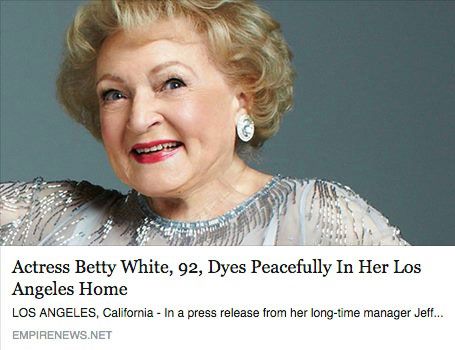 Actress Betty White, 92, Dyes Peacefully In Her Los
Angeles Home
LOS ANGELES, California - In a press release from her long-time manager Jeff...
EMPIRENEWS.NET